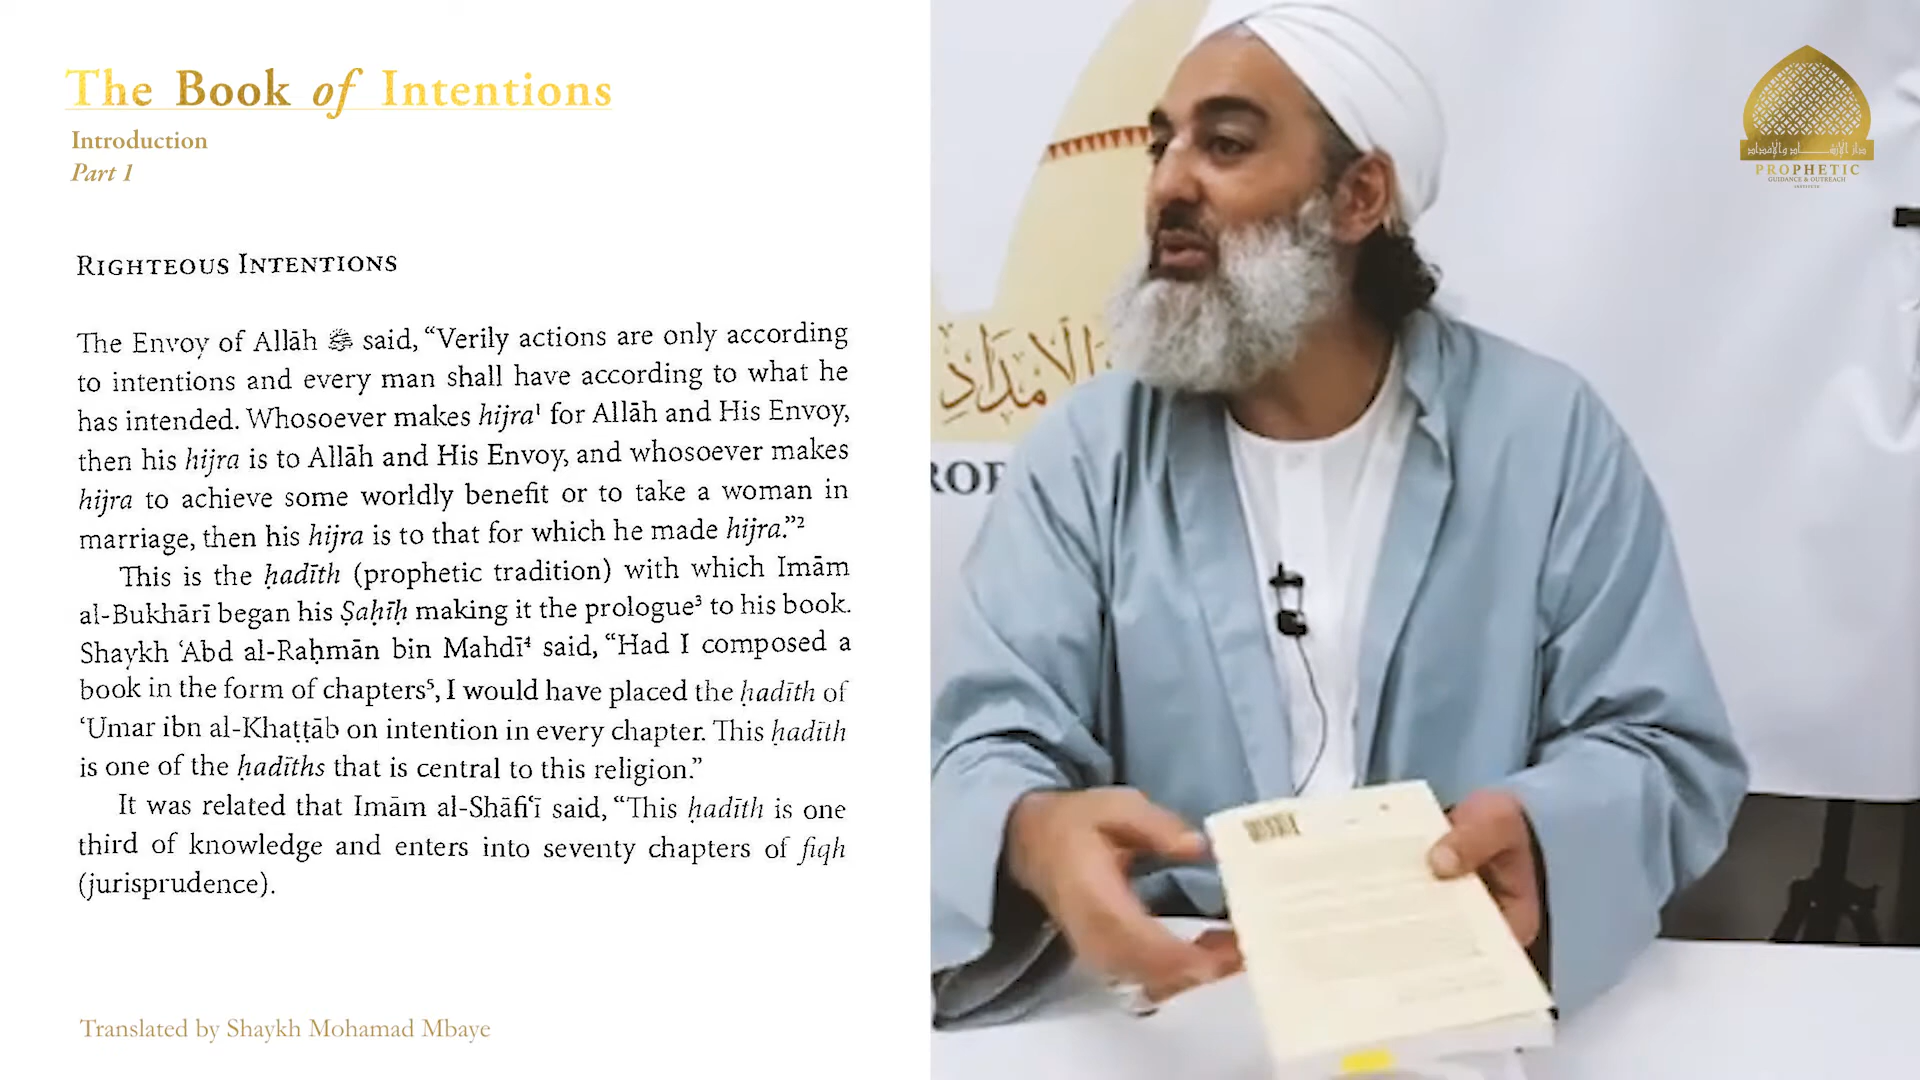 The Book of Intentions
Introduction
Part 1
RIGHTEOUS INTENTIONS
The Envoy of Allāh ﷺ said, “Verily actions are only according
to intentions and every man shall have according to what he
has intended. Whosoever makes hijra¹ for Allāh and His Envoy,
then his hijra is to Allāh and His Envoy, and whosoever makes
hijra to achieve some worldly benefit or to take a woman in
marriage, then his hijra is to that for which he made hijra.”²
This is the ḥadīth (prophetic tradition) with which Imām
al-Bukhārī began his Ṣaḥīḥ making it the prologue³ to his book.
Shaykh ‘Abd al-Raḥmān bin Mahdī⁴ said, “Had I composed a
book in the form of chapters⁵, I would have placed the ḥadīth of
‘Umar ibn al-Khaṭṭāb on intention in every chapter. This ḥadīth
is one of the ḥadīths that is central to this religion.”
It was related that Imām al-Shāfi‘ī said, “This ḥadīth is one
third of knowledge and enters into seventy chapters of fiqh
(jurisprudence).
Translated by Shaykh Mohamad Mbaye
دار الإرشاد والإمداد
PROPHETIC
GUIDANCE & OUTREACH
INSTITUTE
الامداد
ROP